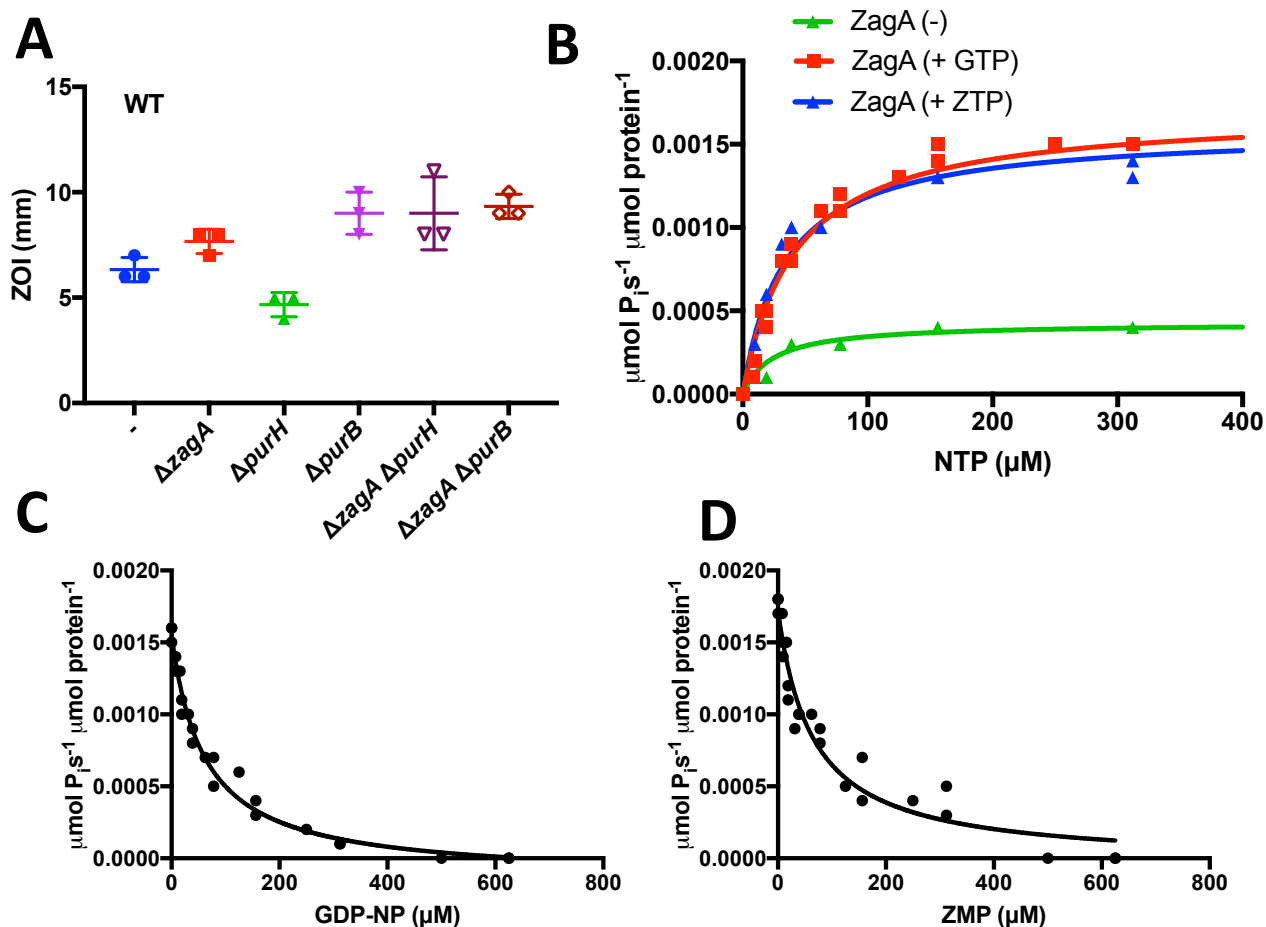 A
WT
ZOI (mm)
15
10
5
0
-
ΔzagA
ΔpurH
ΔpurB
ΔzagA ΔpurH
ΔzagA ΔpurB
B
ZagA (-)
ZagA (+ GTP)
ZagA (+ ZTP)
μmol Pis-1 μmol protein-1
0.0020
0.0015
0.0010
0.0005
0.0000
0 100 200 300 400
NTP (μM)
C
μmol Pis-1 μmol protein-1
0.0020
0.0015
0.0010
0.0005
0.0000
0 200 400 600 800
GDP-NP (μM)
D
μmol Pis-1 μmol protein-1
0.0020
0.0015
0.0010
0.0005
0.0000
0 200 400 600 800
ZMP (μM)